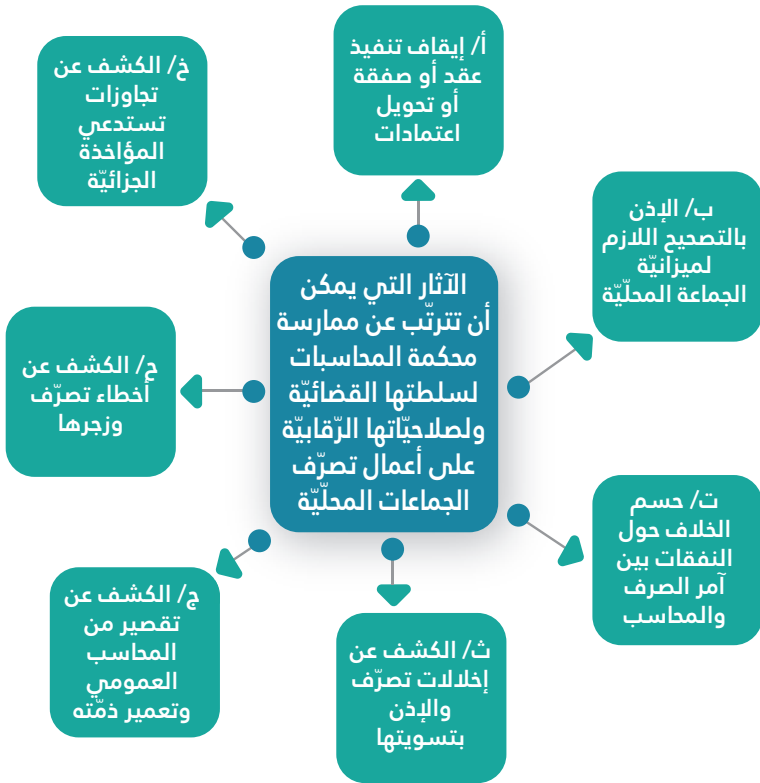 أ/ إيقاف تنفيذ
عقد أو صفقة
أو تحويل
اعتمادات
ب/ الإذن
بالتصحيح اللازم
لميزانيّة
الجماعة المحلّيّة
ت/ حسم
الخلاف حول
النفقات بين
آمر الصرف
والمحاسب
ث/ الكشف عن
إخلالات تصرّف
والإذن
بتسويتها
ج/ الكشف عن
تقصير من
المحاسب
العمومي
وتعمير ذمّته
ح/ الكشف عن
أخطاء تصرّف
وزجرها
خ/ الكشف عن
تجاوزات
تستدعي
المؤاخذة
الجزائيّة
الآثار التي يمكن
أن تترتّب عن ممارسة
محكمة المحاسبات
لسلطتها القضائيّة
ولصلاحيّاتها الرّقابيّة
على أعمال تصرّف
الجماعات المحلّيّة